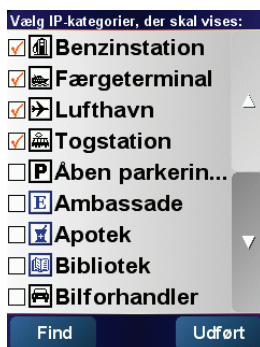 Vælg IP-kategorier, der skal vises:
Benzinstation
Færgeterminal
Lufthavn
Togstation
P Åben parkerin...
E Ambassade
Apotek
Bibliotek
Bilforhandler
Find Udført